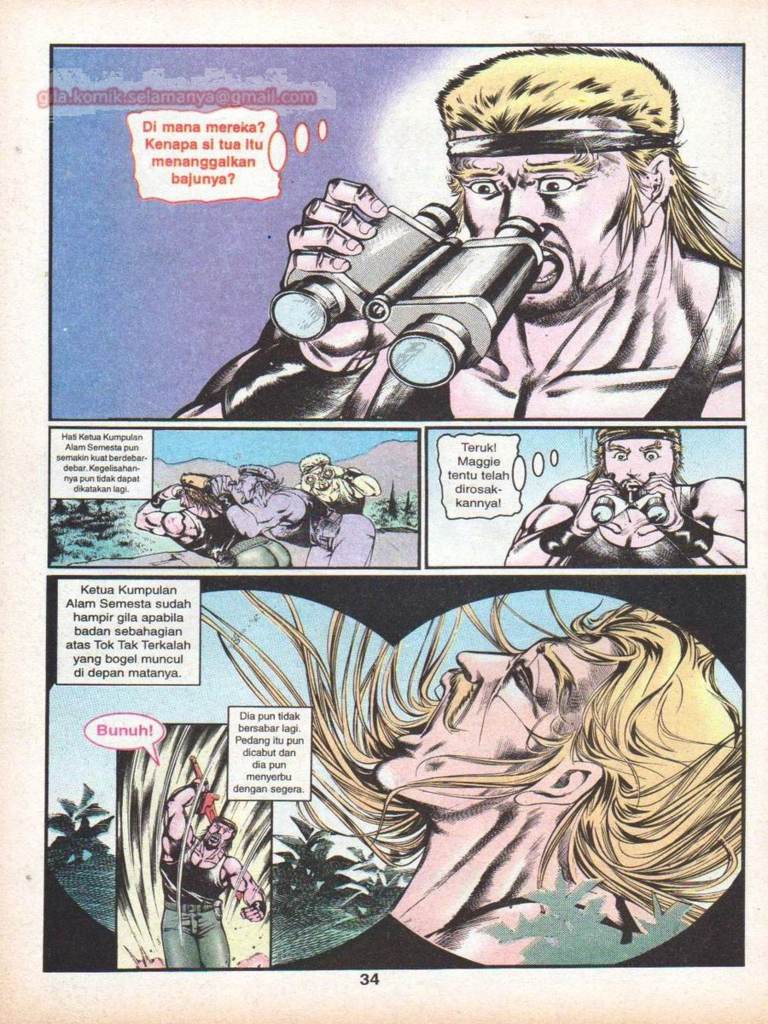 gila.komik.selamanya@gmail.com
Di mana mereka?
Kenapa si tua Itu
menanggalkan
bajunya?
Hati Ketua Kumpulan
Alam Semesta pun
semakin kuat berdebar-
debar. Kegelisahan-
nya pun tidak dapat
dikatakan lagi.
Teruk!
Maggie
tentu telah
dirosak-
kannya!
Ketua Kumpulan
Alam Semesta sudah
hampir gila apabila
badan sebahagian
atas Tok Tak Terkalah
yang bogel muncul
di depan matanya.
Bunuh!
Dia pun tidak
bersabar lagi.
Pedang itu pun
dicabut dan
dia pun
menyerbu
dengan segera.
34